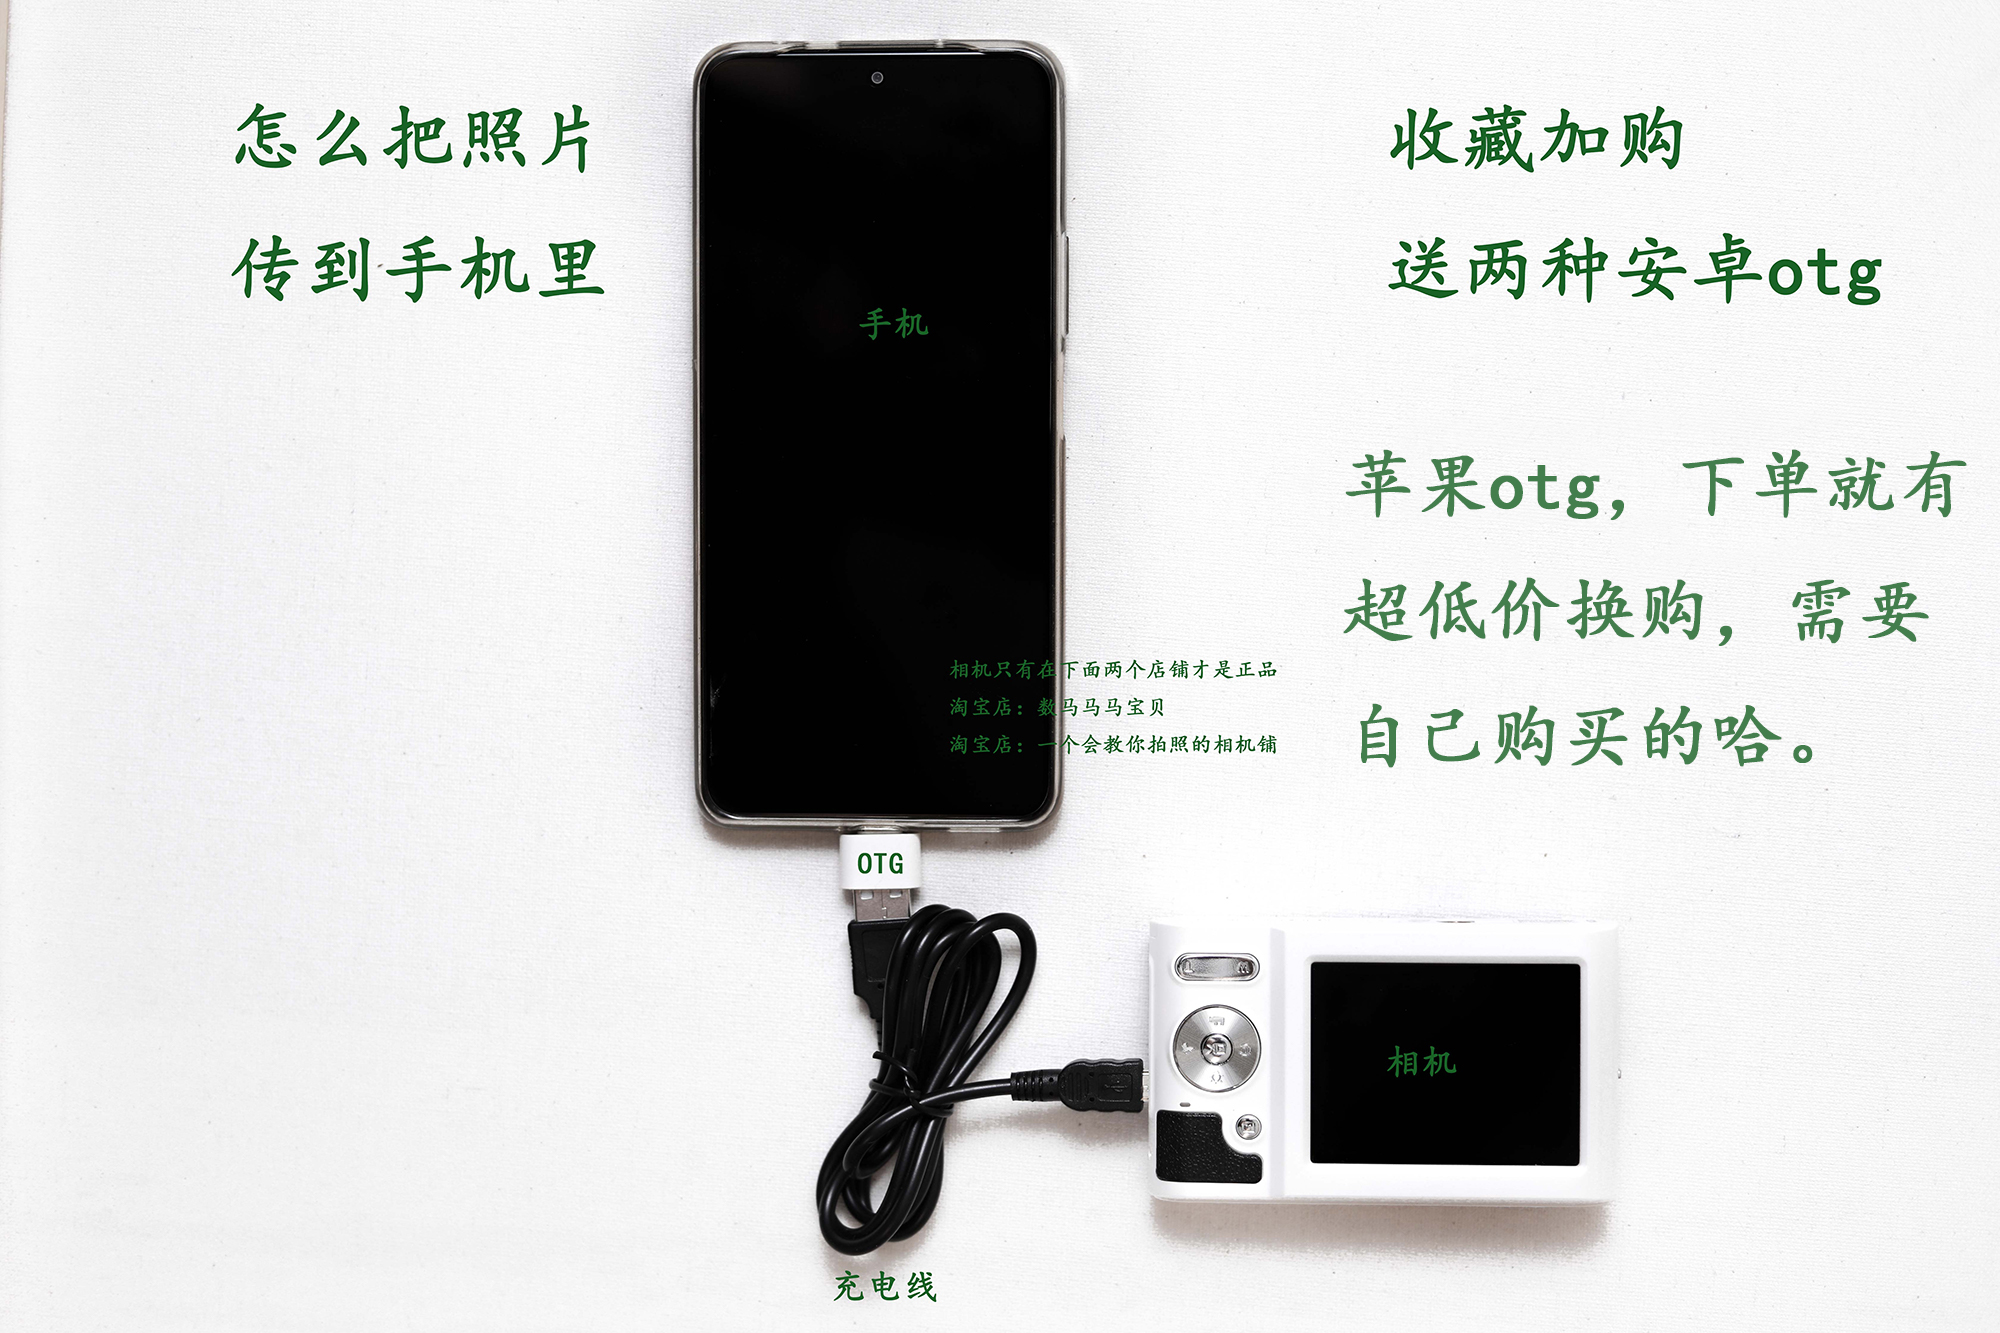 怎么把照片
传到手机里
收藏加购
送两种安卓otg
手机
苹果otg，下单就有
超低价换购，需要
自己购买的哈。
相机只有在下面两个店铺才是正品
淘宝店：数马马马宝贝
淘宝店：一个会教你拍照的相机铺
OTG
相机
充电线